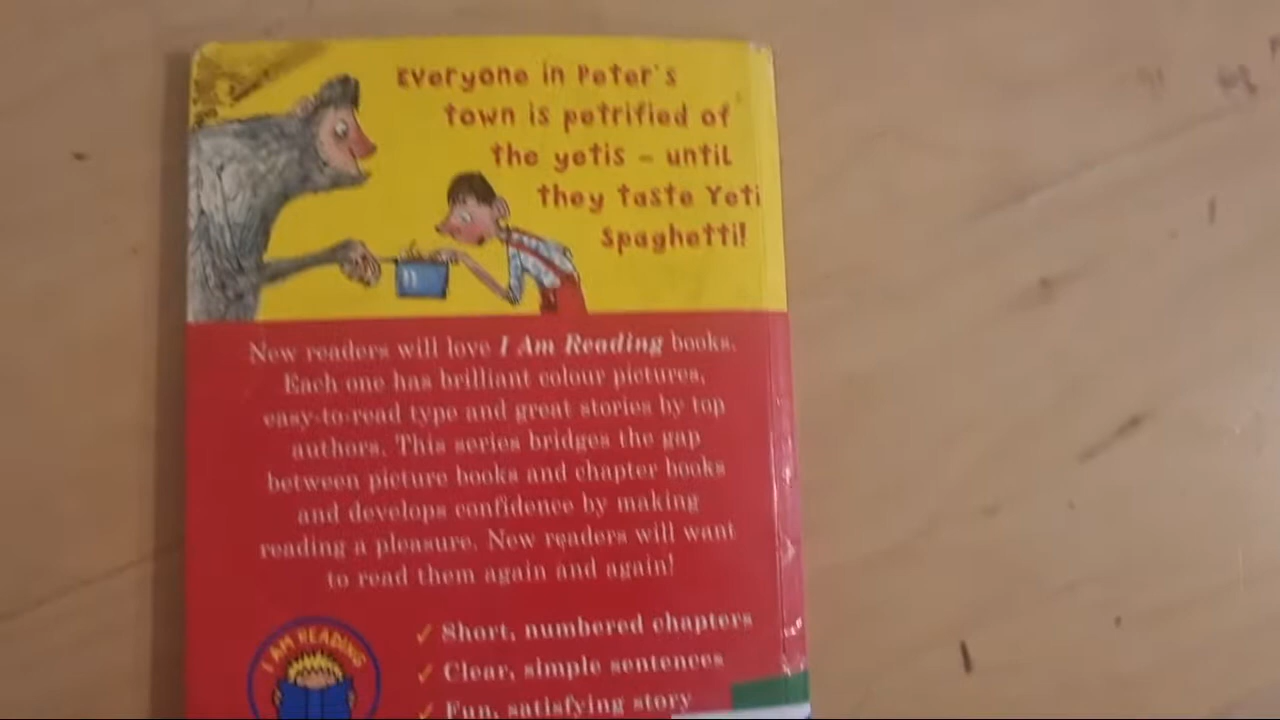 Everyone in Peter's
town is petrified of
the yetis – until
they taste Yeti
Spaghetti!
New readers will love I Am Reading books.
Each one has brilliant colour pictures,
easy-to-read type and great stories by top
authors. This series bridges the gap
between picture books and chapter books
and develops confidence by making
reading a pleasure. New readers will want
to read them again and again!
I AM READING
✓ Short, numbered chapters
✓ Clear, simple sentences
✓ Fun, satisfying story